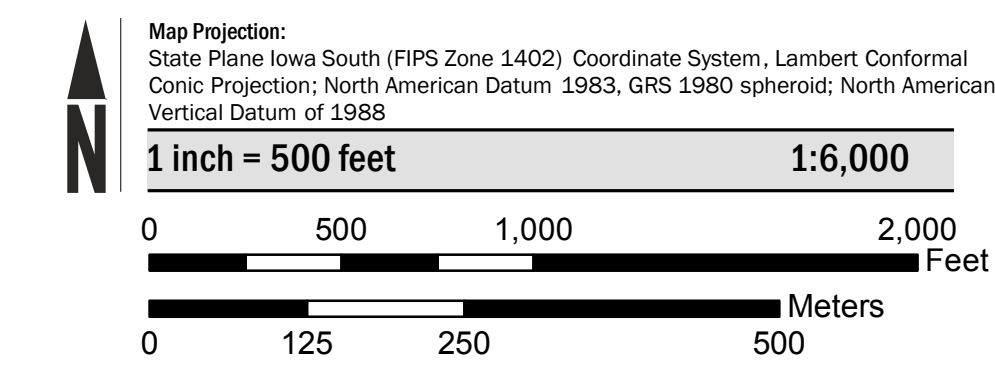 Map Projection:
State Plane Iowa South (FIPS Zone 1402) Coordinate System, Lambert Conformal
Conic Projection; North American Datum 1983, GRS 1980 spheroid; North American
Vertical Datum of 1988
N
1 inch = 500 feet 1:6,000
0 500 1,000 2,000
Feet
Meters
0 125 250 500